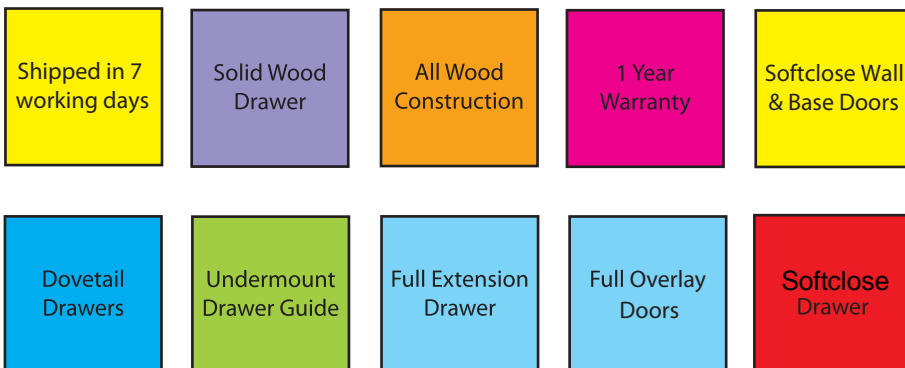 Shipped in 7
working days
Solid Wood
Drawer
All Wood
Construction
1 Year
Warranty
Softclose Wall
& Base Doors
Dovetail
Drawers
Undermount
Drawer Guide
Full Extension
Drawer
Full Overlay
Doors
Softclose
Drawer